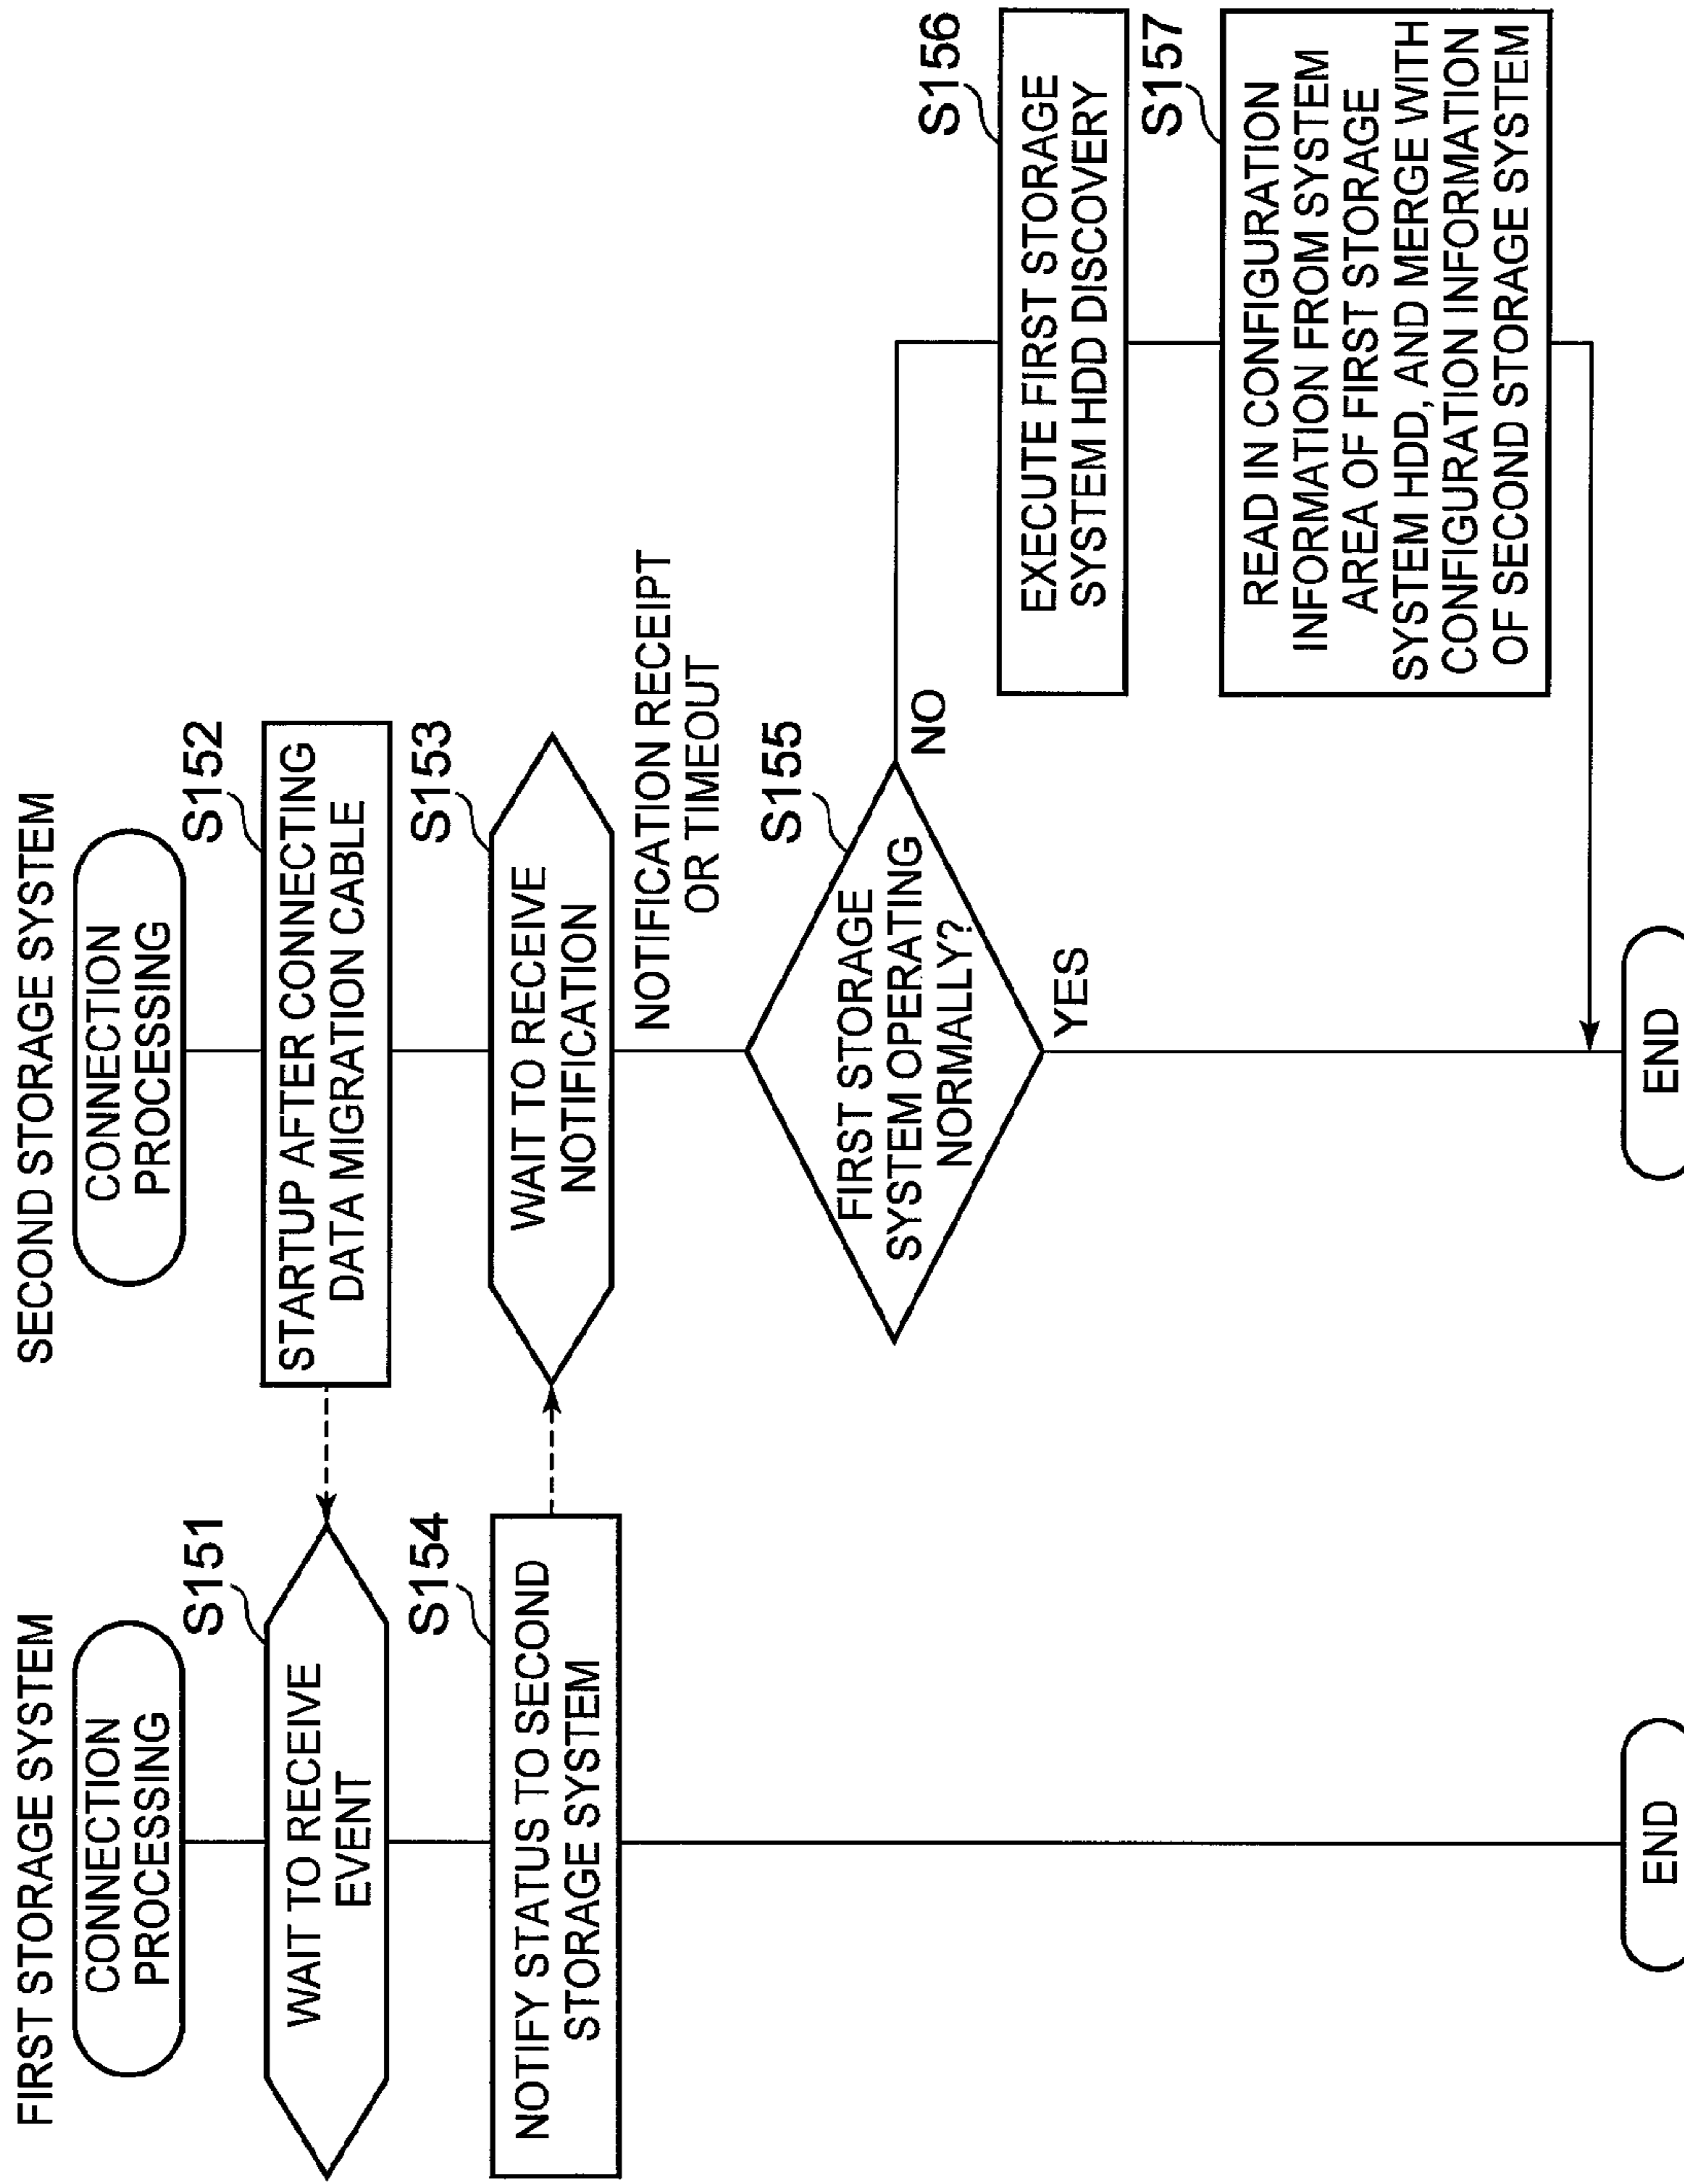 FIRST STORAGE SYSTEM
CONNECTION
PROCESSING
S151
WAIT TO RECEIVE
EVENT
S154
NOTIFY STATUS TO SECOND
STORAGE SYSTEM
END
SECOND STORAGE SYSTEM
CONNECTION
PROCESSING
S152
STARTUP AFTER CONNECTING
DATA MIGRATION CABLE
S153
WAIT TO RECEIVE
NOTIFICATION
NOTIFICATION RECEIPT
OR TIMEOUT
S155
FIRST STORAGE
SYSTEM OPERATING
NORMALLY?
NO
YES
S156
EXECUTE FIRST STORAGE
SYSTEM HDD DISCOVERY
S157
READ IN CONFIGURATION
INFORMATION FROM SYSTEM
AREA OF FIRST STORAGE
SYSTEM HDD, AND MERGE WITH
CONFIGURATION INFORMATION
OF SECOND STORAGE SYSTEM
END